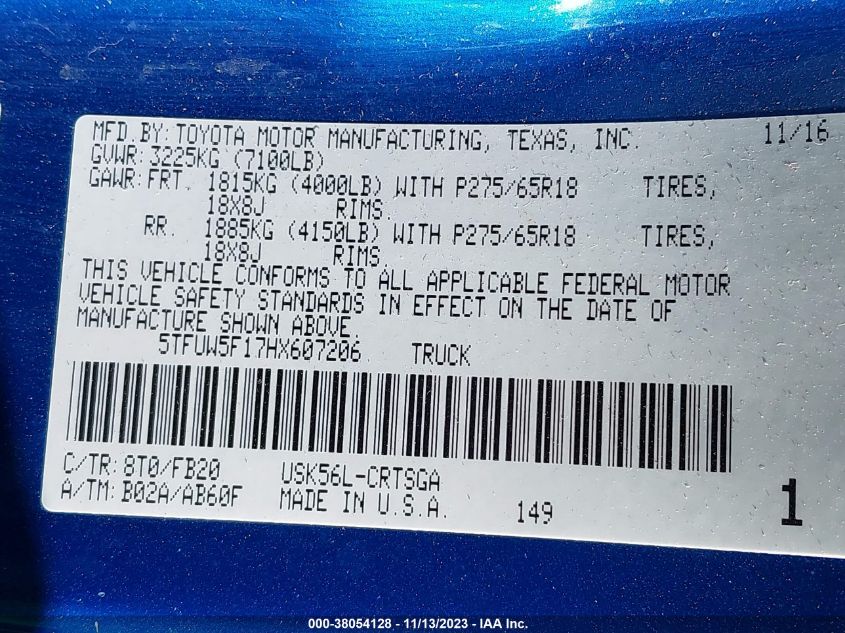 MFD.BY:TOYOTA MOTOR MANUFACTURING, TEXAS, INC. 11/16
GVWR:3225KG (7100LB)
GAWR:FRT. 1815KG (4000LB) WITH P275/65R18 TIRES,
18X8J RIMS.
RR. 1885KG (4150LB) WITH P275/65R18 TIRES,
18X8J RIMS
THIS VEHICLE CONFORMS TO ALL APPLICABLE FEDERAL MOTOR
VEHICLE SAFETY STANDARDS IN EFFECT ON THE DATE OF
MANUFACTURE SHOWN ABOVE.
5TFUW5F17HX607206 TRUCK
C/TR:8T0/FB20 USK56L-CRTSGA
A/TM:B02A/AB60F MADE IN U.S.A. 149 1
000-38054128 - 11/13/2023 - IAA Inc.